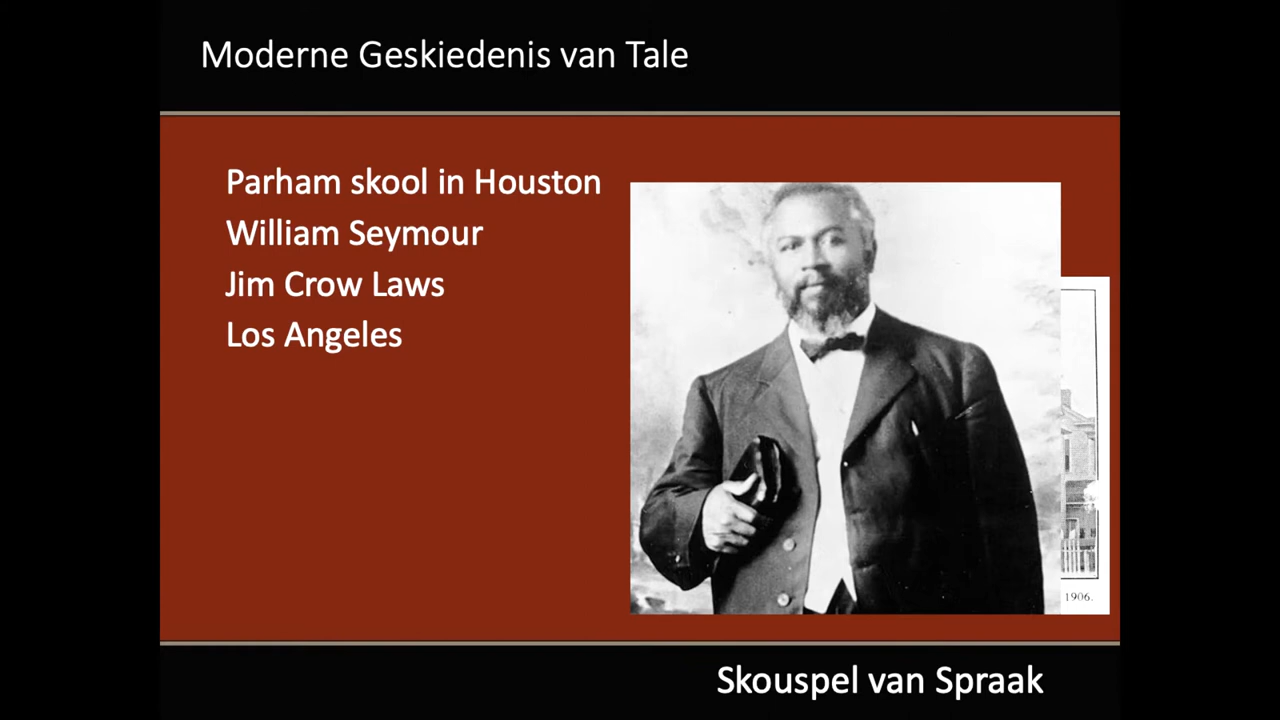 Moderne Geskiedenis van Tale
Parham skool in Houston
William Seymour
Jim Crow Laws
Los Angeles
1906.
Skouspel van Spraak